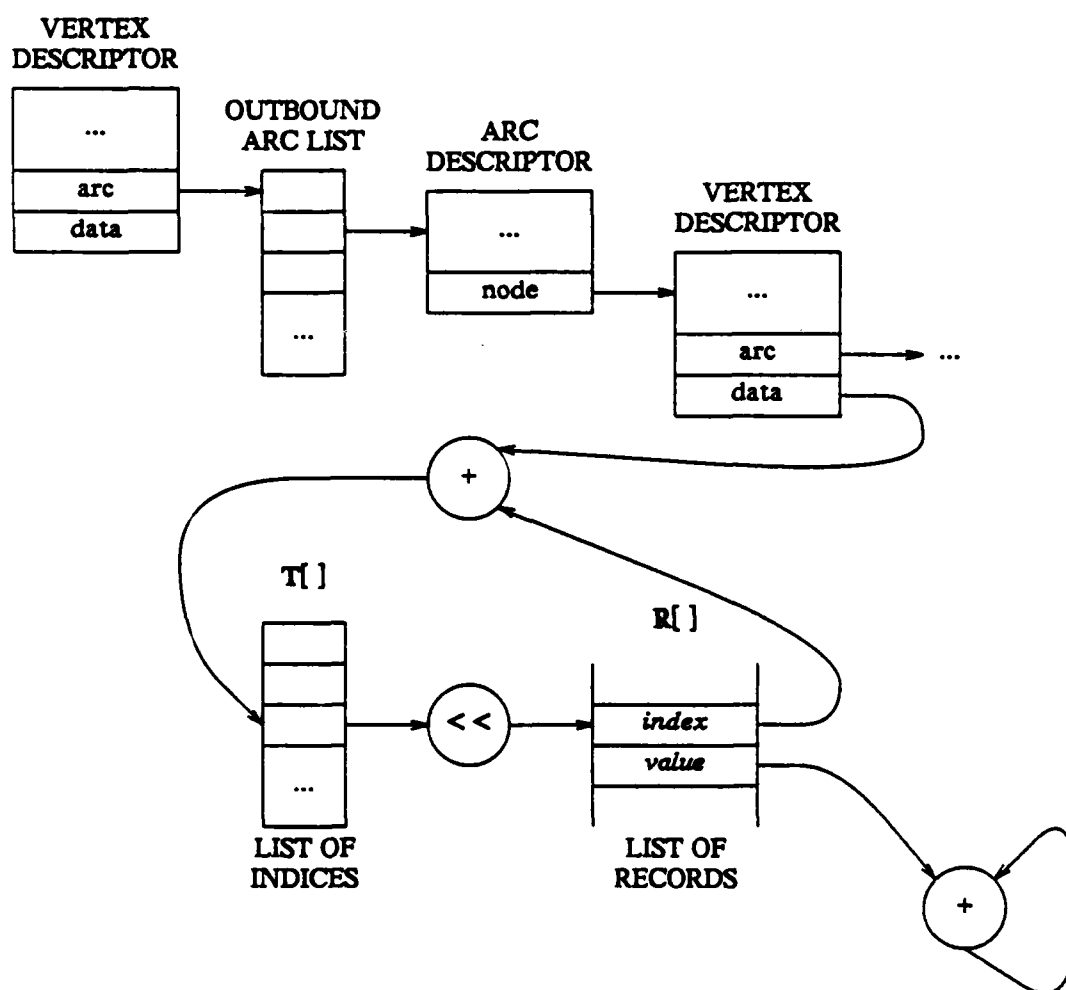 VERTEX
DESCRIPTOR
...
arc
data
OUTBOUND
ARC LIST
...
ARC
DESCRIPTOR
...
node
VERTEX
DESCRIPTOR
...
arc
...
data
+
T[ ]
R[ ]
<<
index
value
...
LIST OF
INDICES
LIST OF
RECORDS
+